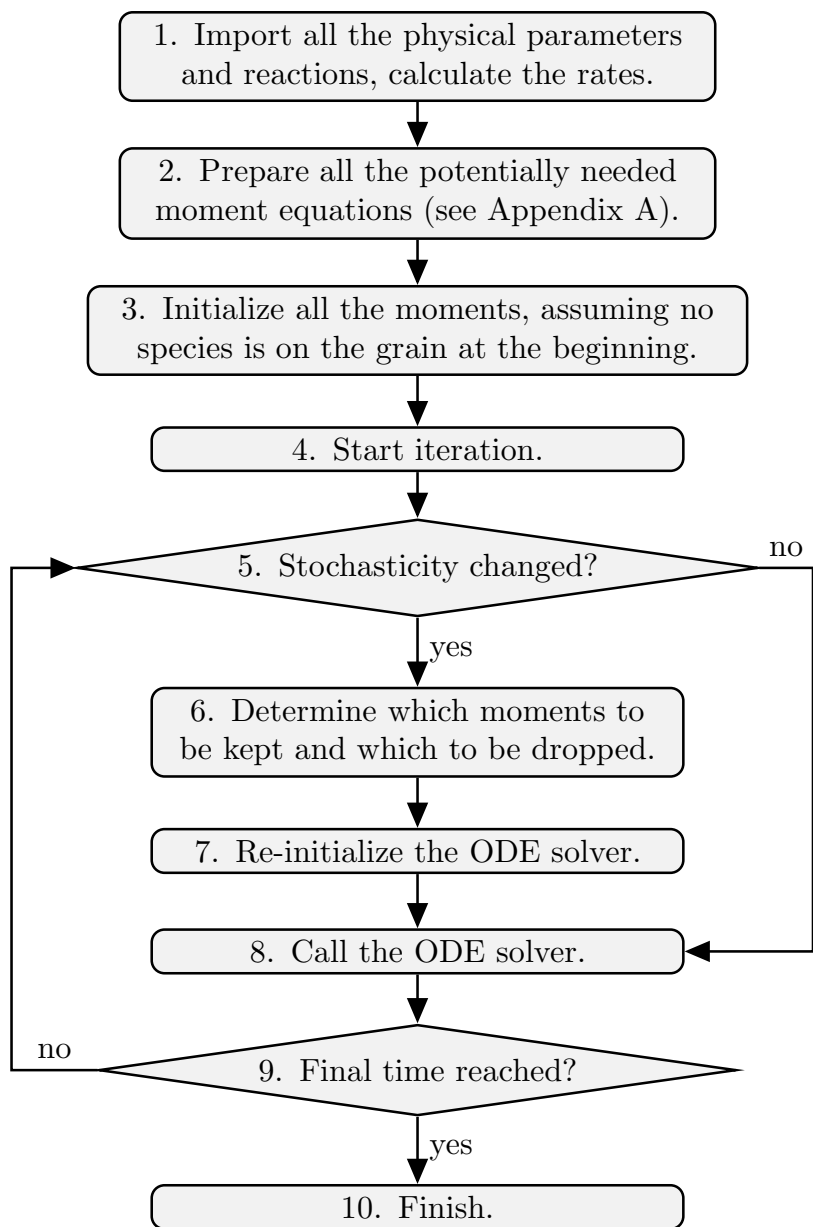 1. Import all the physical parameters
and reactions, calculate the rates.
2. Prepare all the potentially needed
moment equations (see Appendix A).
3. Initialize all the moments, assuming no
species is on the grain at the beginning.
4. Start iteration.
5. Stochasticity changed?
no
yes
6. Determine which moments to
be kept and which to be dropped.
7. Re-initialize the ODE solver.
8. Call the ODE solver.
no
9. Final time reached?
yes
10. Finish.